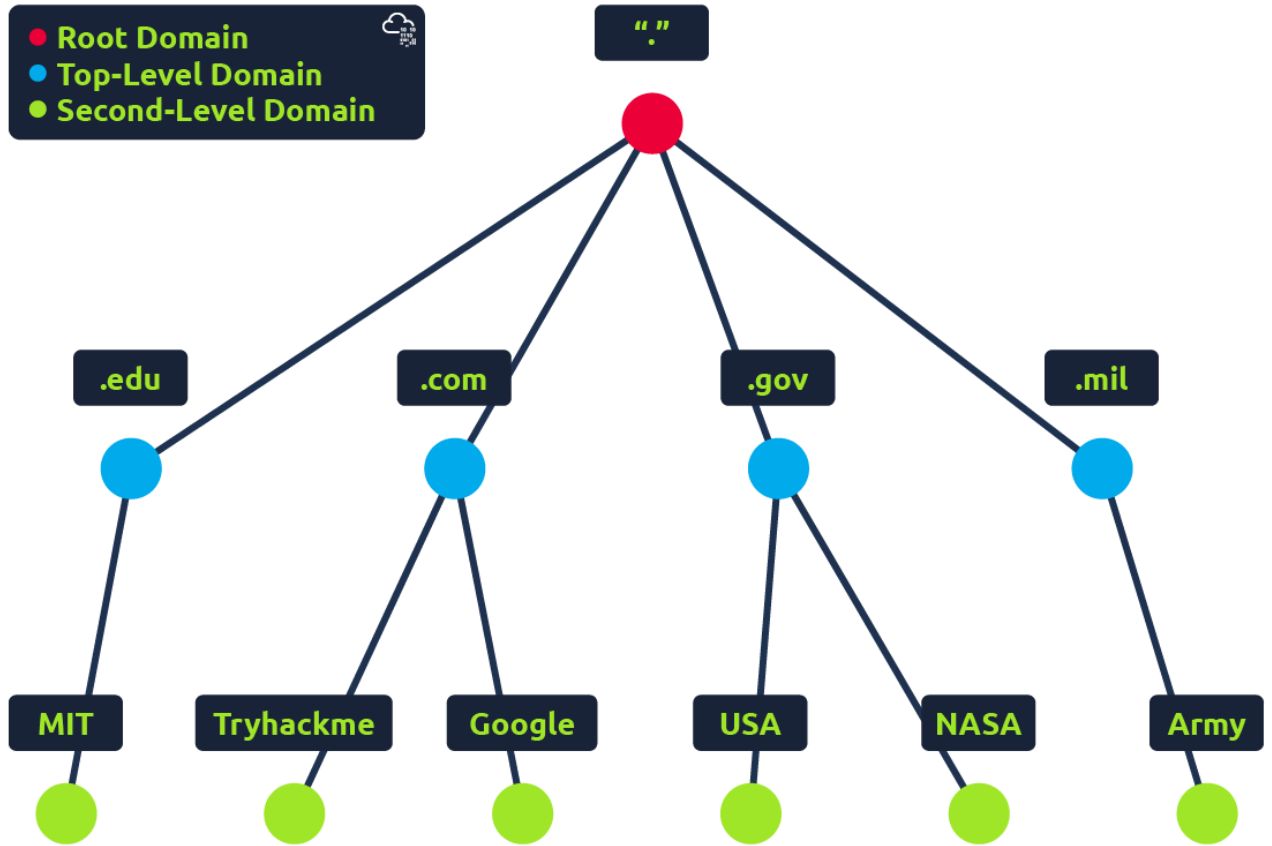 Root Domain
Top-Level Domain
Second-Level Domain
“.”
.edu
.com
.gov
.mil
MIT
Tryhackme
Google
USA
NASA
Army